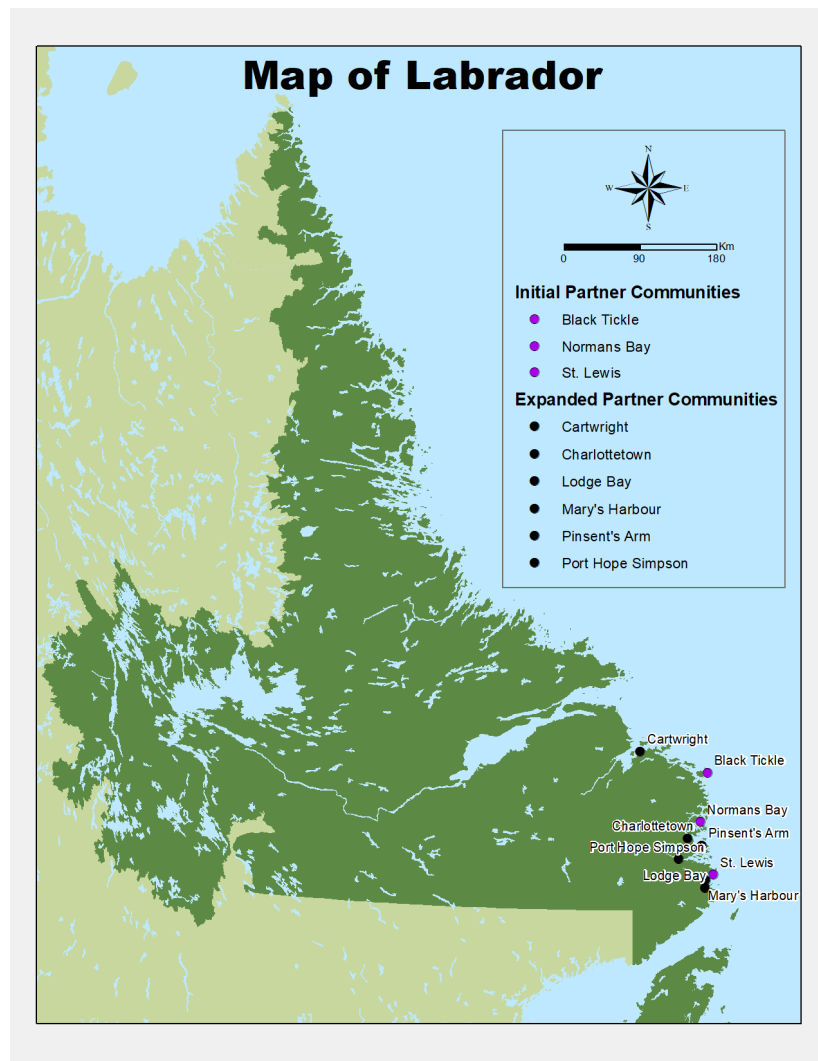 Map of Labrador
N
W E
S
Km
0 90 180
Initial Partner Communities
Black Tickle
Normans Bay
St. Lewis
Expanded Partner Communities
Cartwright
Charlottetown
Lodge Bay
Mary's Harbour
Pinsent's Arm
Port Hope Simpson
Cartwright
Black Tickle
Normans Bay
Charlottetown
Pinsent's Arm
Port Hope Simpson
St. Lewis
Lodge Bay
Mary's Harbour